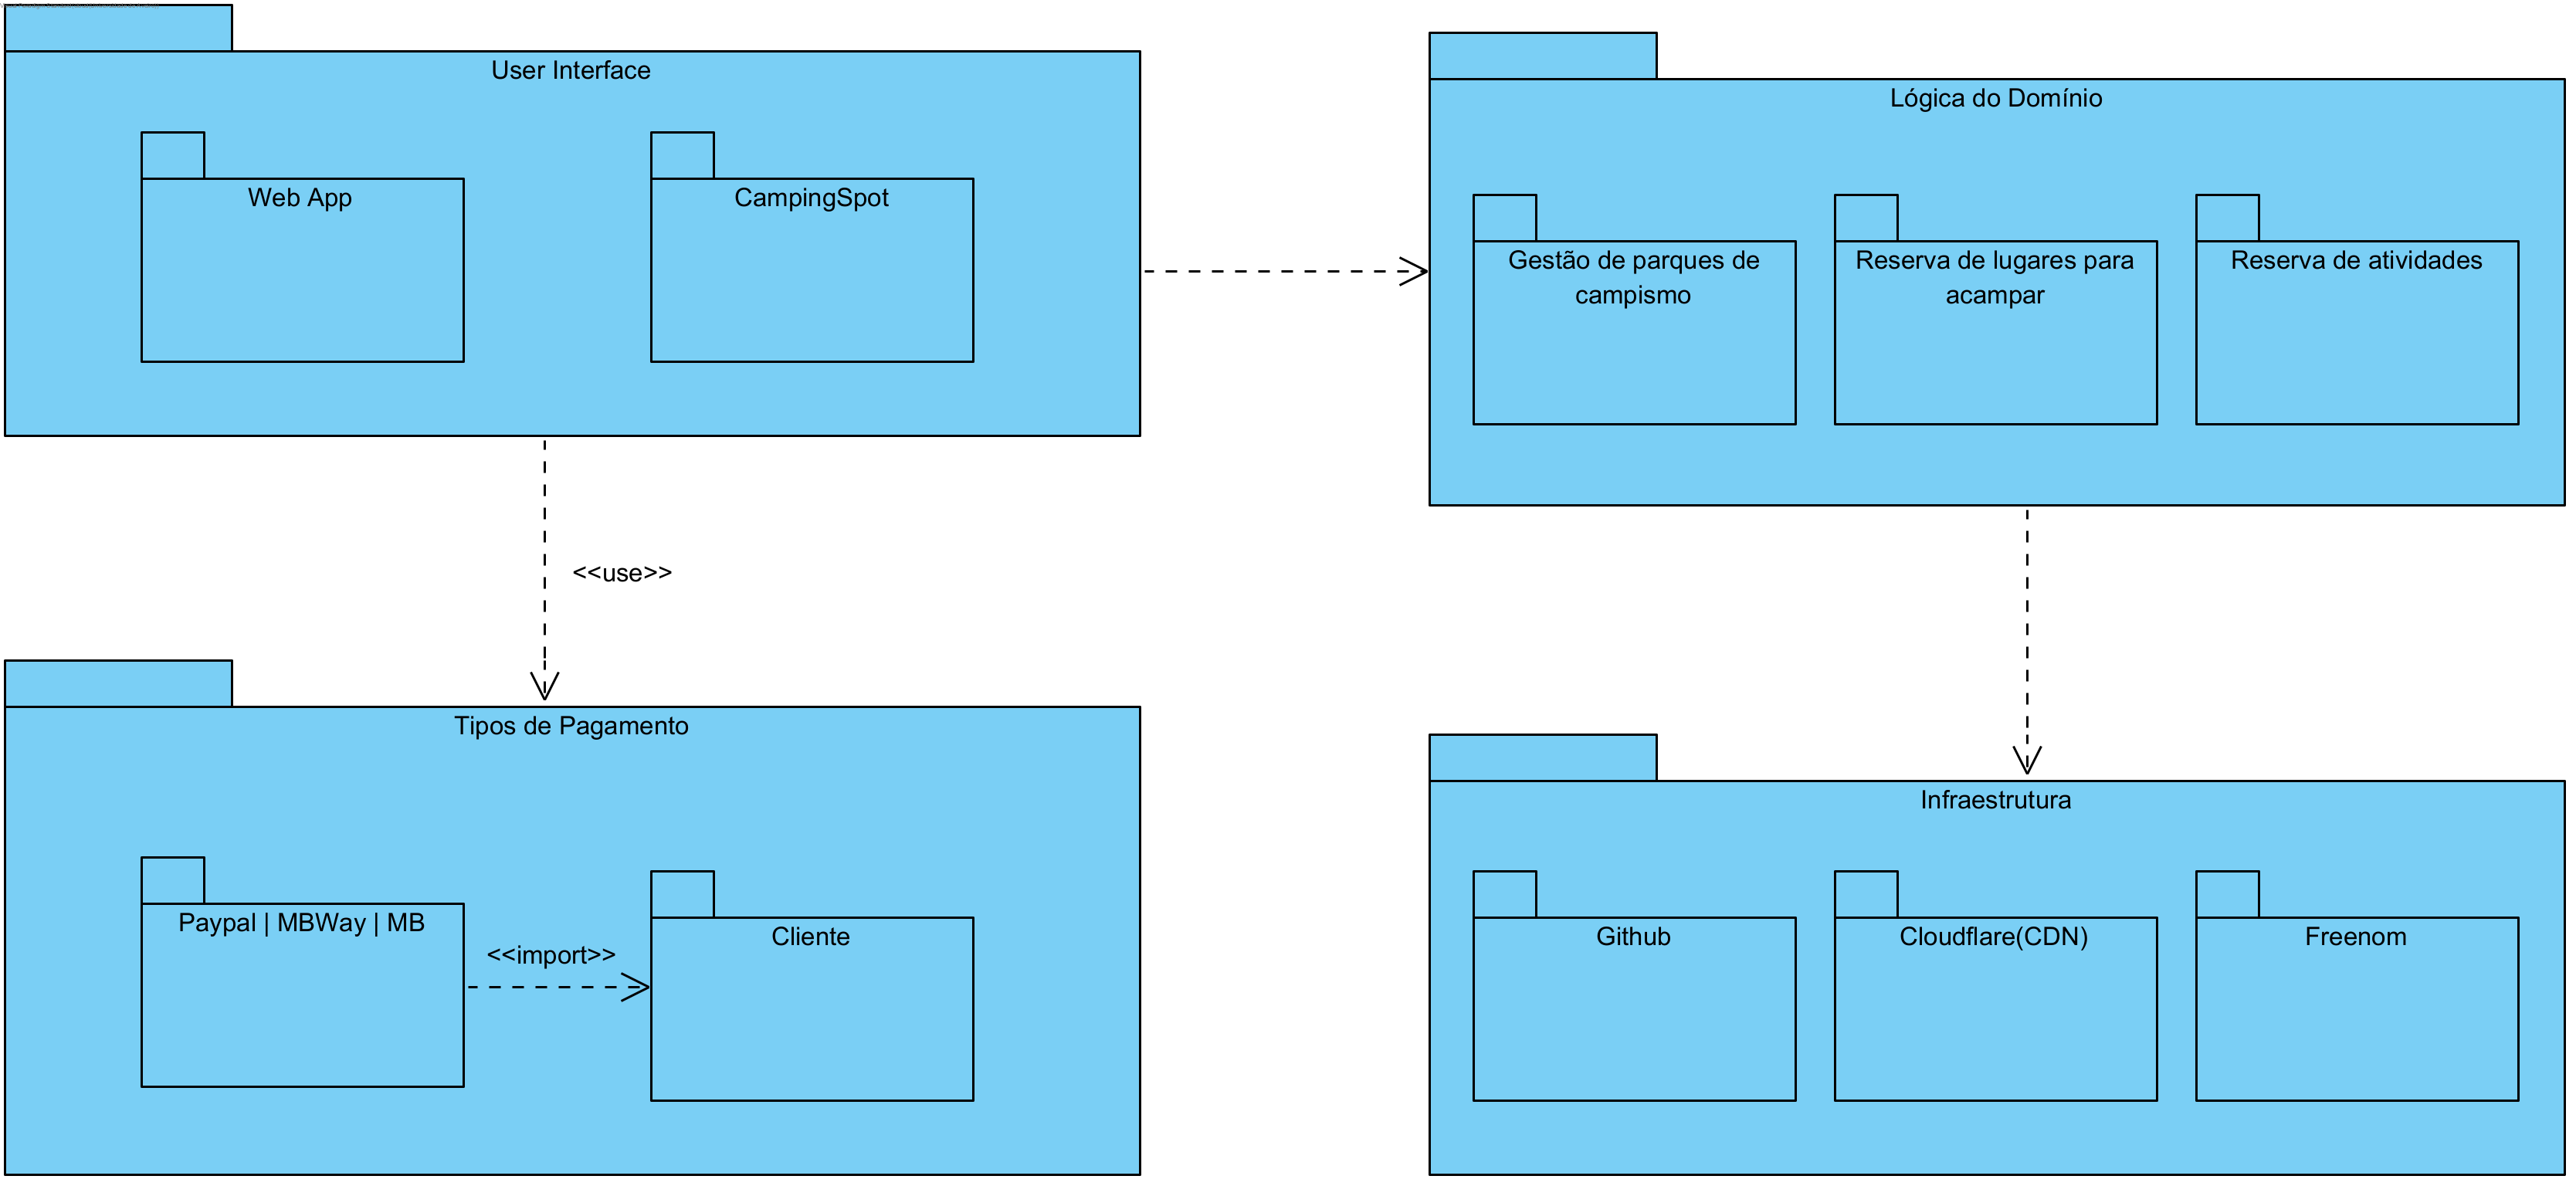 User Interface
Web App
CampingSpot
Lógica do Domínio
Gestão de parques de
campismo
Reserva de lugares para
acampar
Reserva de atividades
<<use>>
Tipos de Pagamento
Paypal | MBWay | MB
<<import>>
Cliente
Infraestrutura
Github
Cloudflare(CDN)
Freenom